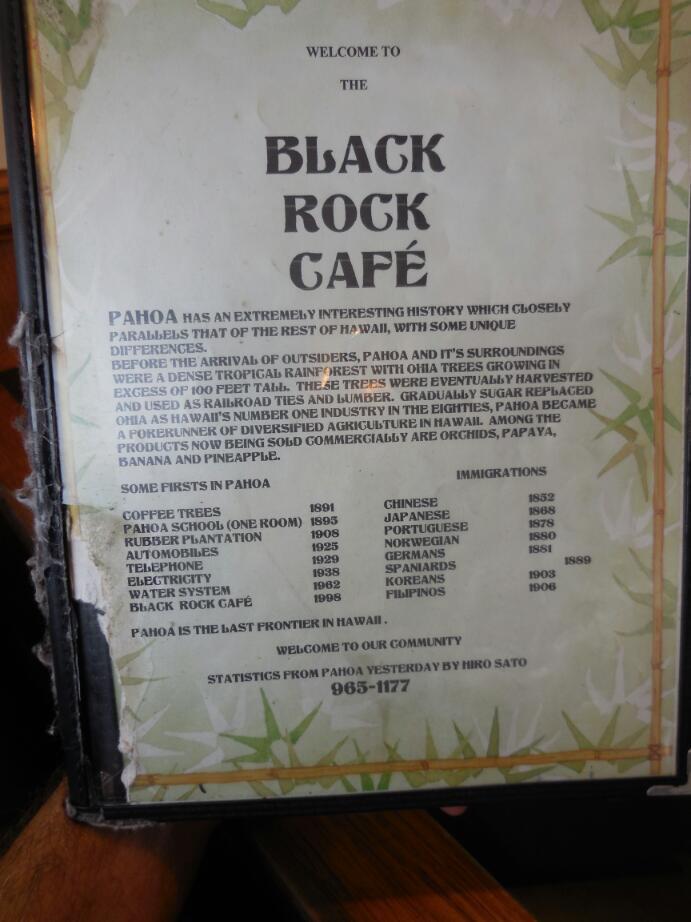 WELCOME TO
THE
BLACK
ROCK
CAFÉ
PAHOA HAS AN EXTREMELY INTERESTING HISTORY WHICH CLOSELY
PARALLELS THAT OF THE REST OF HAWAII, WITH SOME UNIQUE
DIFFERENCES.
BEFORE THE ARRIVAL OF OUTSIDERS, PAHOA AND IT'S SURROUNDINGS
WERE A DENSE TROPICAL RAINFOREST WITH OHIA TREES GROWING IN
EXCESS OF 100 FEET TALL. THESE TREES WERE EVENTUALLY HARVESTED
AND USED AS RAILROAD TIES AND LUMBER. GRADUALLY SUGAR REPLACED
OHIA AS HAWAII'S NUMBER ONE INDUSTRY IN THE EIGHTIES, PAHOA BECAME
A FORERUNNER OF DIVERSIFIED AGRICULTURE IN HAWAII. AMONG THE
PRODUCTS NOW BEING SOLD COMMERCIALLY ARE ORCHIDS, PAPAYA,
BANANA AND PINEAPPLE.
SOME FIRSTS IN PAHOA
COFFEE TREES 1891
PAHOA SCHOOL (ONE ROOM) 1895
RUBBER PLANTATION 1908
AUTOMOBILES 1925
TELEPHONE 1929
ELECTRICITY 1938
WATER SYSTEM 1962
BLACK ROCK CAFÉ 1998
IMMIGRATIONS
CHINESE 1852
JAPANESE 1868
PORTUGUESE 1878
NORWEGIAN 1880
GERMANS 1881
SPANIARDS 1889
KOREANS 1903
FILIPINOS 1906
PAHOA IS THE LAST FRONTIER IN HAWAII .
WELCOME TO OUR COMMUNITY
STATISTICS FROM PAHOA YESTERDAY BY HIRO SATO
965-1177